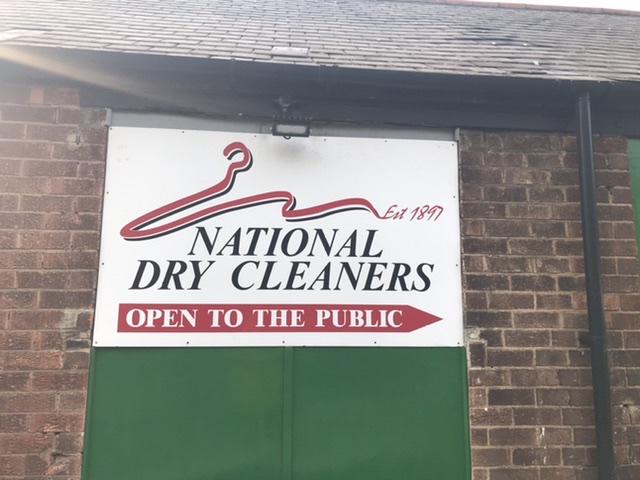 Est 1897
NATIONAL
DRY CLEANERS
OPEN TO THE PUBLIC